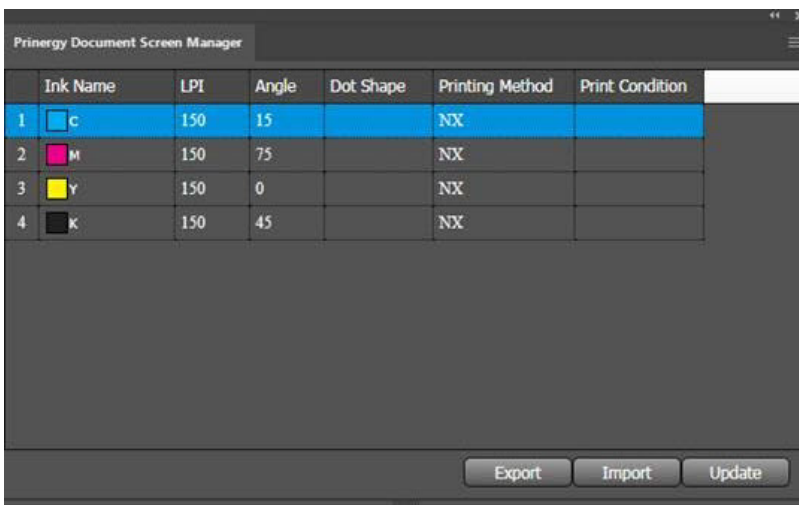 Prinergy Document Screen Manager
Ink Name LPI Angle Dot Shape Printing Method Print Condition
1 C 150 15 NX
2 M 150 75 NX
3 Y 150 0 NX
4 K 150 45 NX
Export Import Update